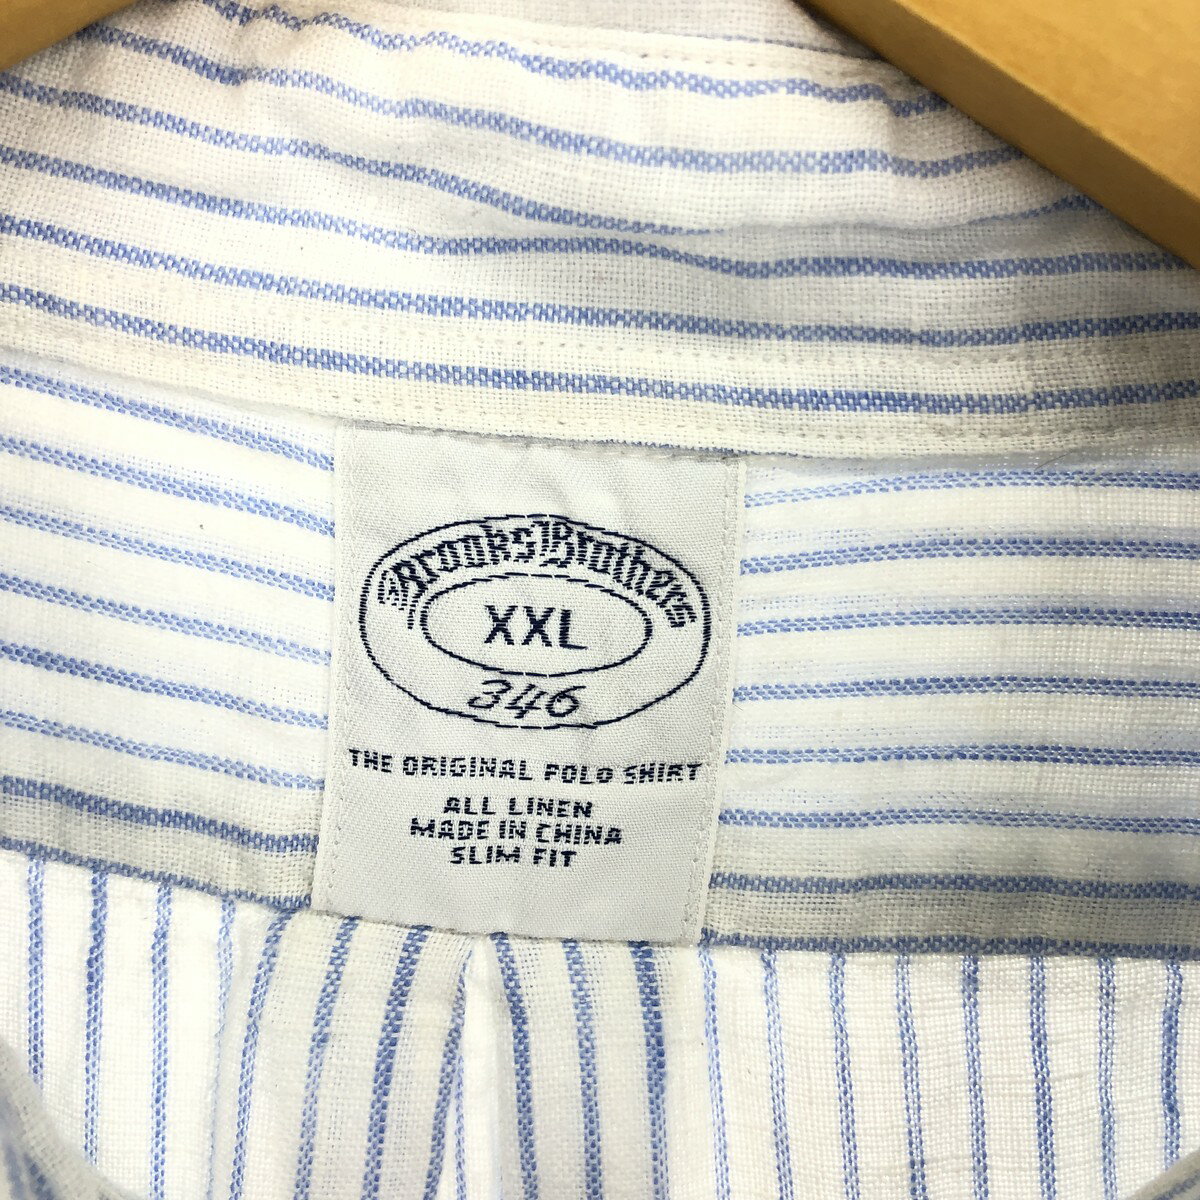 Brooks Brothers
XXL
346
THE ORIGINAL POLO SHIRT
ALL LINEN
MADE IN CHINA
SLIM FIT